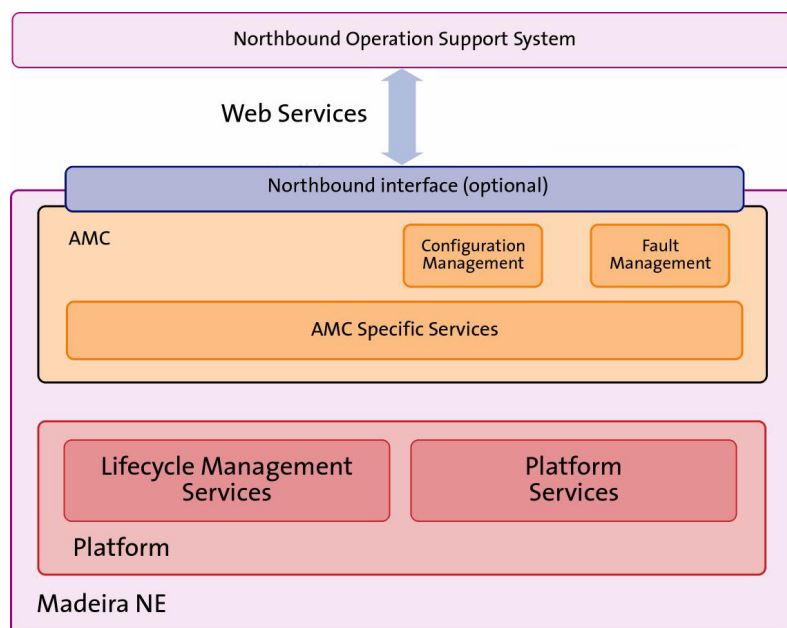 Northbound Operation Support System
Web Services
Northbound interface (optional)
AMC
Configuration
Management
Fault
Management
AMC Specific Services
Lifecycle Management
Services
Platform
Services
Platform
Madeira NE